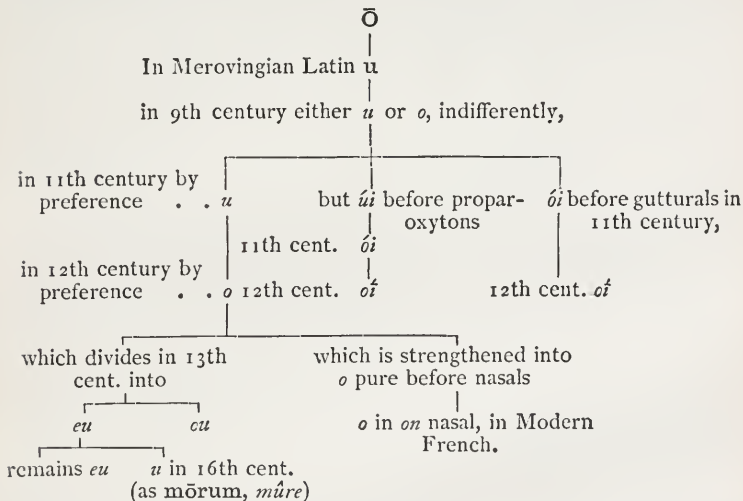 Ō
In Merovingian Latin u
in 9th century either u or o, indifferently,
in 11th century by
preference . . u
but úi before propar-
oxytons
ói before gutturals in
11th century,
11th cent. ói
in 12th century by
preference . . o
12th cent. oí
12th cent. oí
which divides in 13th
cent. into
which is strengthened into
o pure before nasals
eu
ou
o in on nasal, in Modern
French.
remains eu
u in 16th cent.
(as mōrum, mûre)